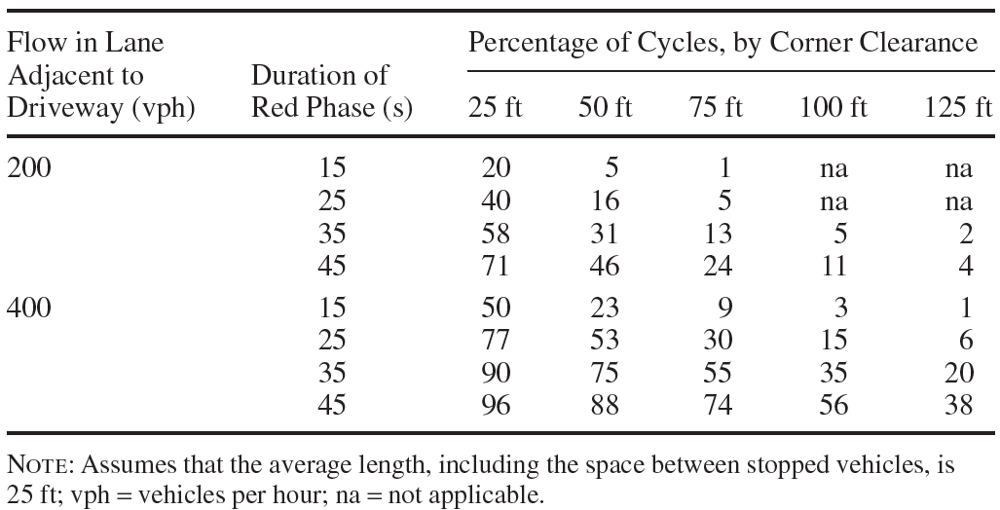 Flow in Lane Adjacent to Driveway (vph) Duration of Red Phase (s) Percentage of Cycles, by Corner Clearance
25 ft 50 ft 75 ft 100 ft 125 ft
200 15 20 5 1 na na
25 40 16 5 na na
35 58 31 13 5 2
45 71 46 24 11 4
400 15 50 23 9 3 1
25 77 53 30 15 6
35 90 75 55 35 20
45 96 88 74 56 38
NOTE: Assumes that the average length, including the space between stopped vehicles, is
25 ft; vph = vehicles per hour; na = not applicable.